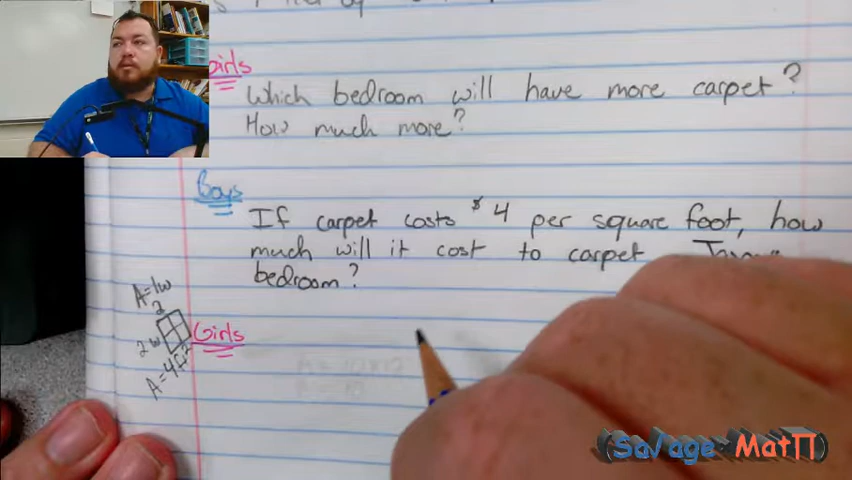 Girls
Which bedroom will have more carpet?
How much more?
Boys
If carpet costs $4 per square foot, how
much will it cost to carpet
bedroom?
A=lw
2
2 w
A=4ft²
Girls
Savage MatΠ